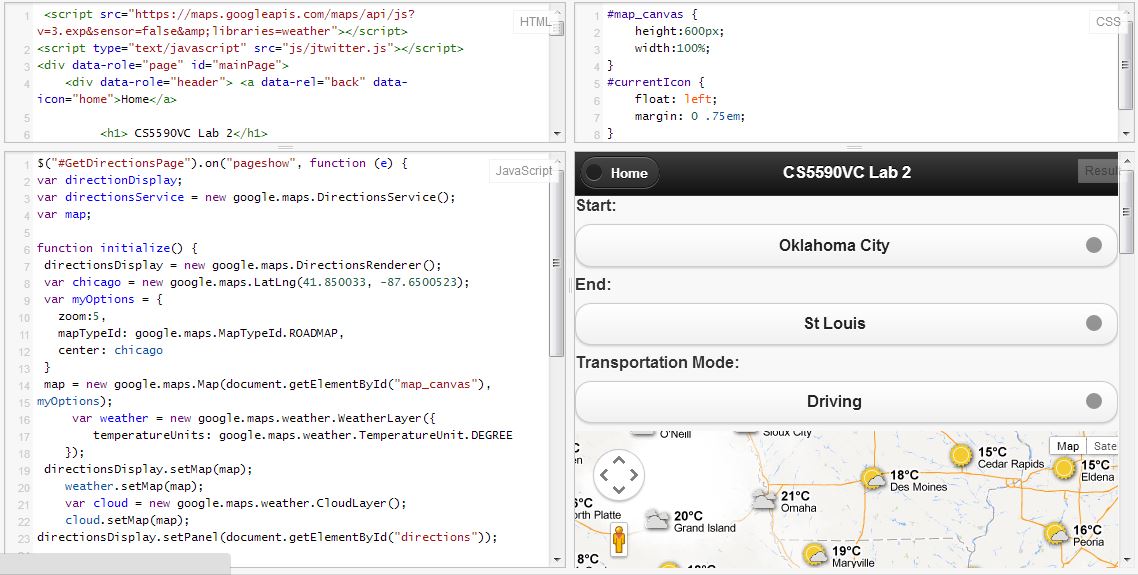 HTML
1 <script src="https://maps.googleapis.com/maps/api/js?
v=3.exp&sensor=false&amp;libraries=weather"></script>
2 <script type="text/javascript" src="js/jtwitter.js"></script>
3 <div data-role="page" id="mainPage">
4 <div data-role="header"> <a data-rel="back" data-
icon="home">Home</a>
5
6 <h1> CS5590VC Lab 2</h1>
CSS
1 #map_canvas {
2 height:600px;
3 width:100%;
4 }
5 #currentIcon {
6 float: left;
7 margin: 0 .75em;
8 }
JavaScript
1 $("#GetDirectionsPage").on("pageshow", function (e) {
2 var directionDisplay;
3 var directionsService = new google.maps.DirectionsService();
4 var map;
5
6 function initialize() {
7 directionsDisplay = new google.maps.DirectionsRenderer();
8 var chicago = new google.maps.LatLng(41.850033, -87.6500523);
9 var myOptions = {
10 zoom:5,
11 mapTypeId: google.maps.MapTypeId.ROADMAP,
12 center: chicago
13 }
14 map = new google.maps.Map(document.getElementById("map_canvas"),
15 myOptions);
16 var weather = new google.maps.weather.WeatherLayer({
17 temperatureUnits: google.maps.weather.TemperatureUnit.DEGREE
18 });
19 directionsDisplay.setMap(map);
20 weather.setMap(map);
21 var cloud = new google.maps.weather.CloudLayer();
22 cloud.setMap(map);
23 directionsDisplay.setPanel(document.getElementById("directions"));
Home
CS5590VC Lab 2
Resul
Start:
Oklahoma City
End:
St Louis
Transportation Mode:
Driving
O'Neill
Sioux City
Map
Sate
15°C
Cedar Rapids
15°C
Eldena
18°C
Des Moines
21°C
Omaha
5°C
orth Platte
20°C
Grand Island
16°C
Peoria
19°C
Maryville
8°C